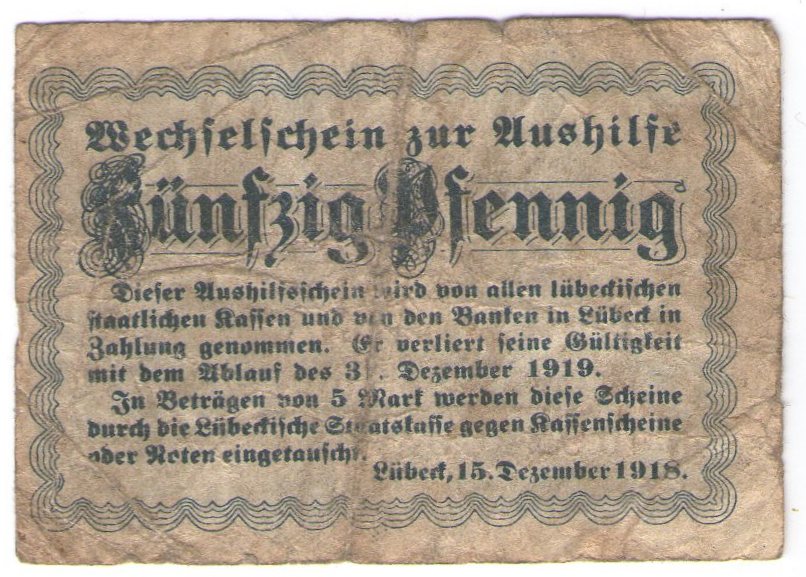 Wechselschein zur Aushilfe
Fünfzig Pfennig
Dieser Aushilfsschein wird von allen lübeckischen
staatlichen Kassen und von den Banken in Lübeck in
Zahlung genommen. Er verliert seine Gültigkeit
mit dem Ablauf des 3 . Dezember 1919.
In Beträgen von 5 Mark werden diese Scheine
durch die Lübeckische Staatskasse gegen Kassenscheine
oder Noten eingetauscht.
Lübeck, 15. Dezember 1918.